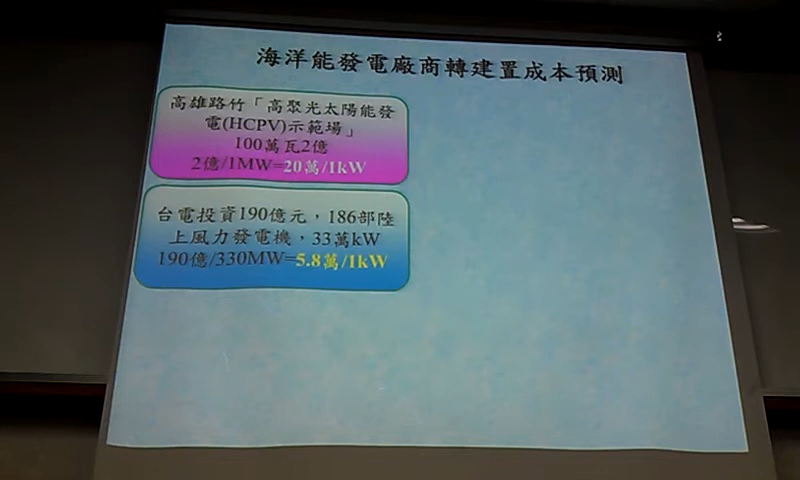 海洋能發電廠商轉建置成本預測
高雄路竹「高聚光太陽能發
電(HCPV)示範場」
100萬瓦2億
2億/1MW=20萬/1kW
台電投資190億元，186部陸
上風力發電機，33萬kW
190億/330MW=5.8萬/1kW